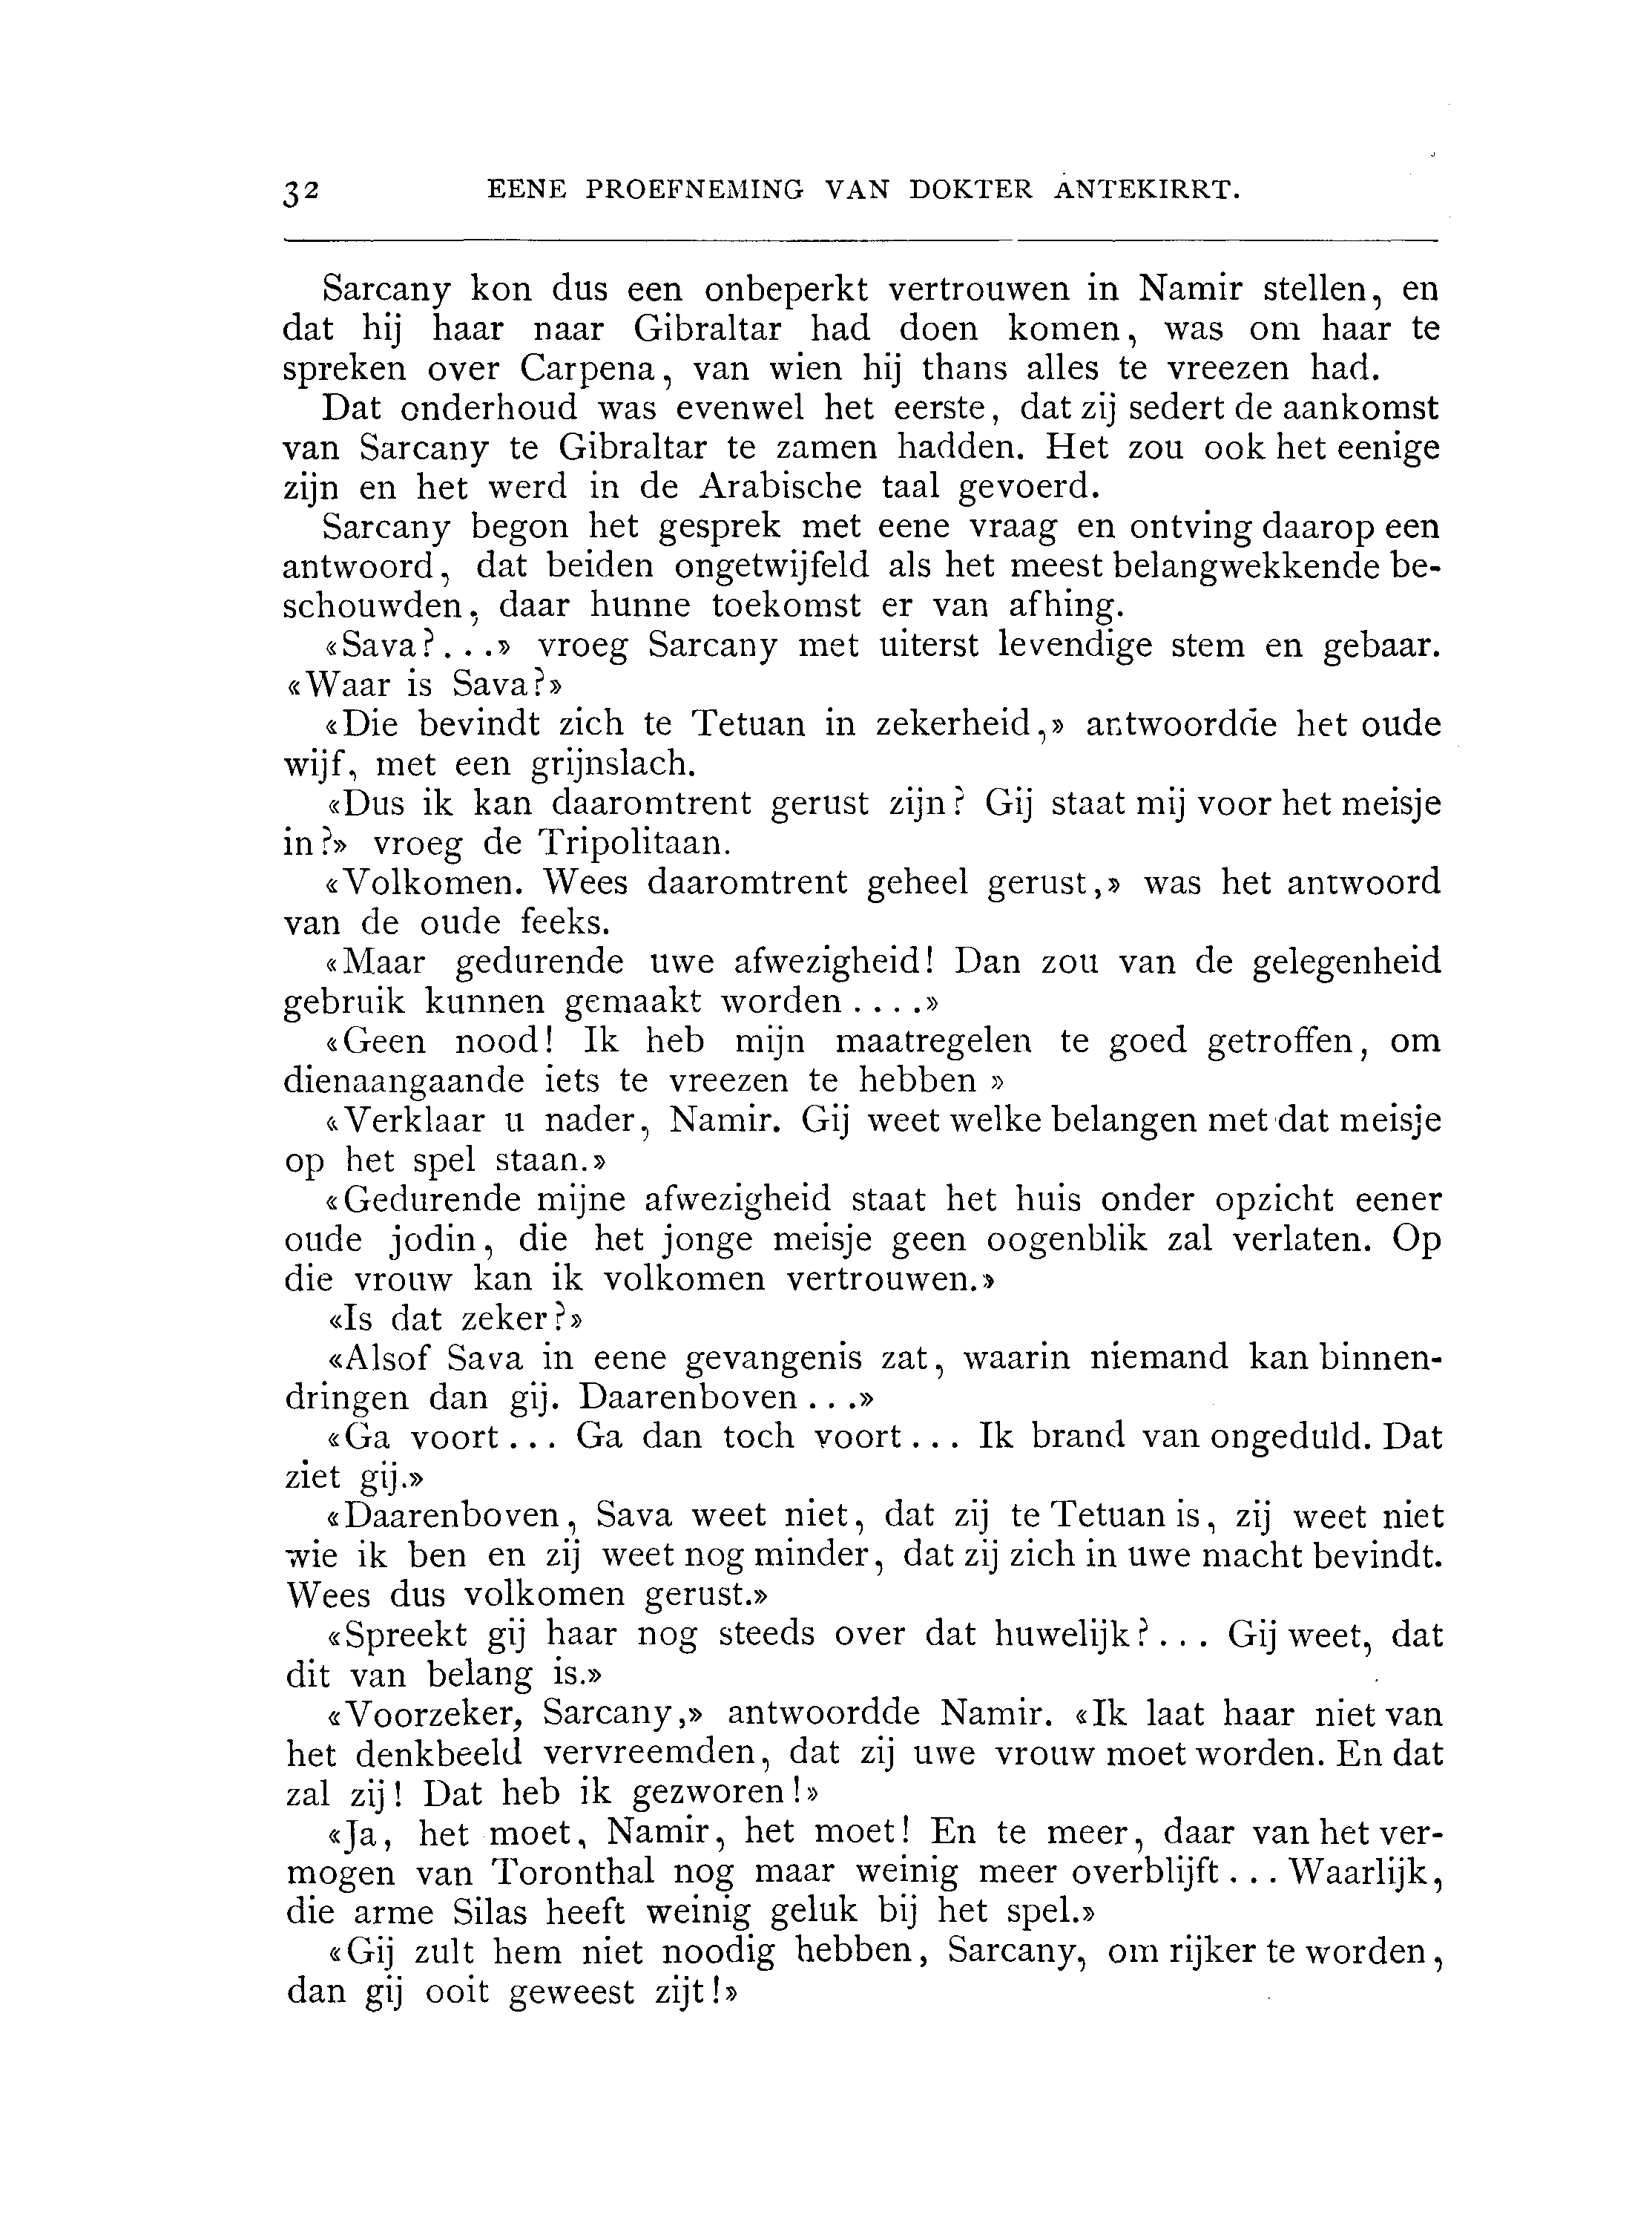 32 EENE PROEFNEMING VAN DOKTER ANTEKIRRT.
Sarcany kon dus een onbeperkt vertrouwen in Namir stellen, en
dat hij haar naar Gibraltar had doen komen, was om haar te
spreken over Carpena, van wien hij thans alles te vreezen had.
Dat onderhoud was evenwel het eerste, dat zij sedert de aankomst
van Sarcany te Gibraltar te zamen hadden. Het zou ook het eenige
zijn en het werd in de Arabische taal gevoerd.
Sarcany begon het gesprek met eene vraag en ontving daarop een
antwoord, dat beiden ongetwijfeld als het meest belangwekkende be-
schouwden, daar hunne toekomst er van afhing.
«Sava?...» vroeg Sarcany met uiterst levendige stem en gebaar.
«Waar is Sava?»
«Die bevindt zich te Tetuan in zekerheid,» antwoordde het oude
wijf, met een grijnslach.
«Dus ik kan daaromtrent gerust zijn? Gij staat mij voor het meisje
in?» vroeg de Tripolitaan.
«Volkomen. Wees daaromtrent geheel gerust,» was het antwoord
van de oude feeks.
«Maar gedurende uwe afwezigheid! Dan zou van de gelegenheid
gebruik kunnen gemaakt worden....»
«Geen nood! Ik heb mijn maatregelen te goed getroffen, om
dienaangaande iets te vreezen te hebben »
«Verklaar u nader, Namir. Gij weet welke belangen met dat meisje
op het spel staan.»
«Gedurende mijne afwezigheid staat het huis onder opzicht eener
oude jodin, die het jonge meisje geen oogenblik zal verlaten. Op
die vrouw kan ik volkomen vertrouwen.»
«Is dat zeker?»
«Alsof Sava in eene gevangenis zat, waarin niemand kan binnen-
dringen dan gij. Daarenboven...»
«Ga voort... Ga dan toch voort... Ik brand van ongeduld. Dat
ziet gij.»
«Daarenboven, Sava weet niet, dat zij te Tetuan is, zij weet niet
wie ik ben en zij weet nog minder, dat zij zich in uwe macht bevindt.
Wees dus volkomen gerust.»
«Spreekt gij haar nog steeds over dat huwelijk?... Gij weet, dat
dit van belang is.»
«Voorzeker, Sarcany,» antwoordde Namir. «Ik laat haar niet van
het denkbeeld vervreemden, dat zij uwe vrouw moet worden. En dat
zal zij! Dat heb ik gezworen!»
«Ja, het moet, Namir, het moet! En te meer, daar van het ver-
mogen van Toronthal nog maar weinig meer overblijft... Waarlijk,
die arme Silas heeft weinig geluk bij het spel.»
«Gij zult hem niet noodig hebben, Sarcany, om rijker te worden,
dan gij ooit geweest zijt!»